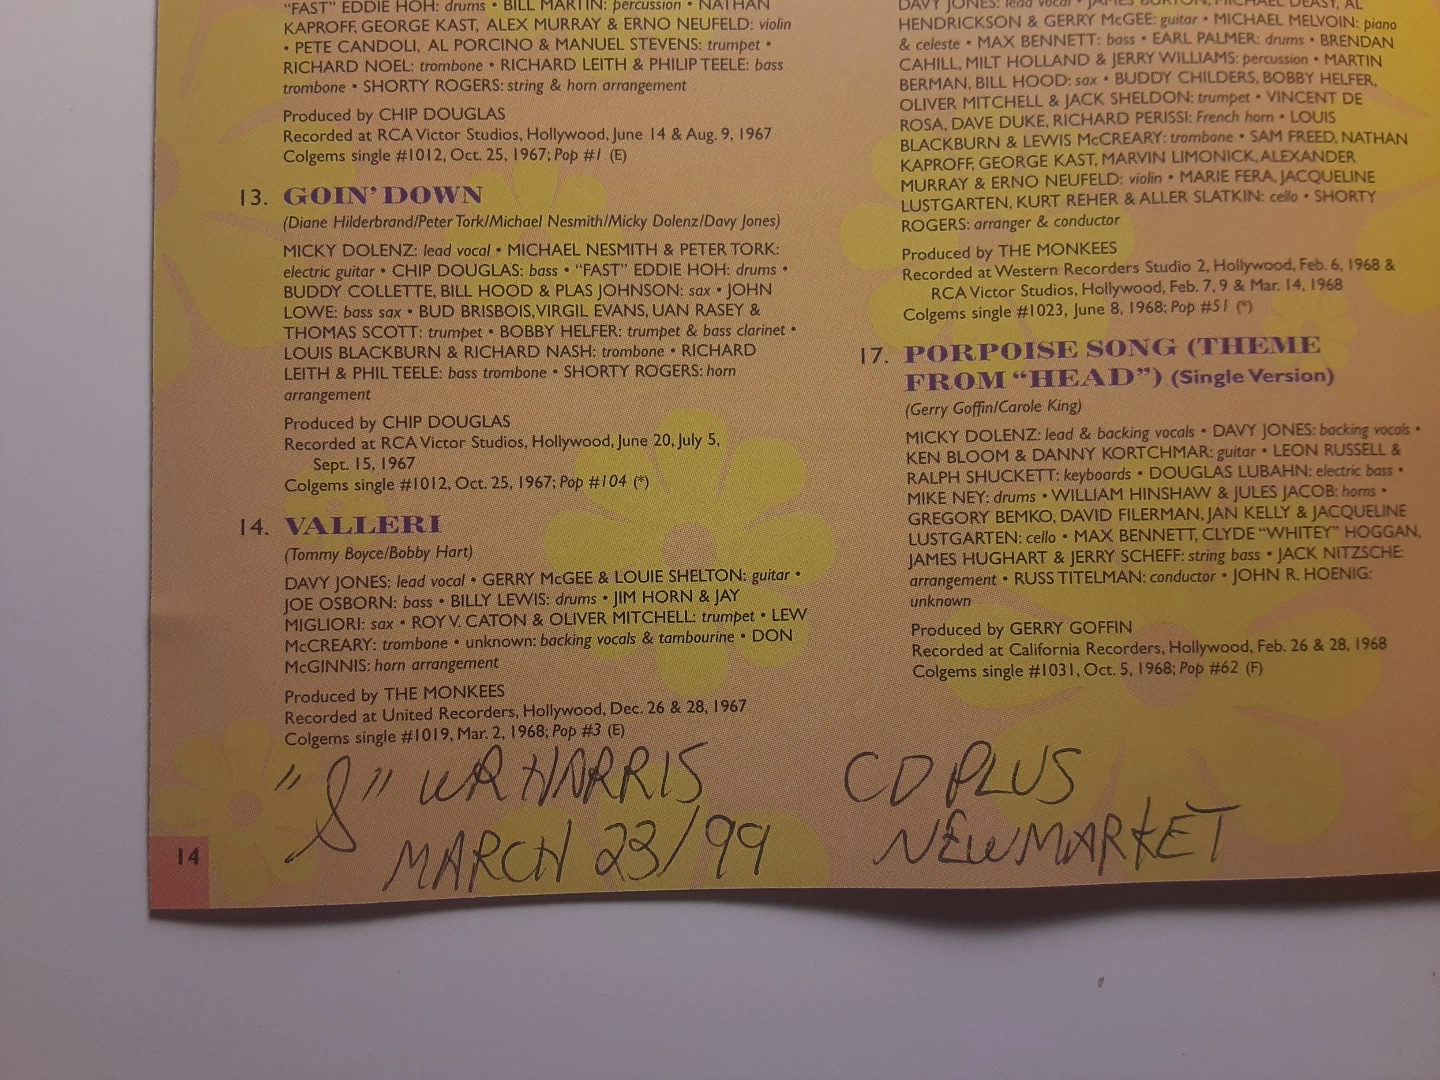 "FAST" EDDIE HOH: drums • BILL MARTIN: percussion • NATHAN
KAPROFF, GEORGE KAST, ALEX MURRAY & ERNO NEUFELD: violin
• PETE CANDOLI, AL PORCINO & MANUEL STEVENS: trumpet •
RICHARD NOEL: trombone • RICHARD LEITH & PHILIP TEELE: bass
trombone • SHORTY ROGERS: string & horn arrangement
Produced by CHIP DOUGLAS
Recorded at RCA Victor Studios, Hollywood, June 14 & Aug. 9, 1967
Colgems single #1012, Oct. 25, 1967; Pop #1 (E)
13. GOIN' DOWN
(Diane Hilderbrand/Peter Tork/Michael Nesmith/Micky Dolenz/Davy Jones)
MICKY DOLENZ: lead vocal • MICHAEL NESMITH & PETER TORK:
electric guitar • CHIP DOUGLAS: bass • "FAST" EDDIE HOH: drums •
BUDDY COLLETTE, BILL HOOD & PLAS JOHNSON: sax • JOHN
LOWE: bass sax • BUD BRISBOIS, VIRGIL EVANS, UAN RASEY &
THOMAS SCOTT: trumpet • BOBBY HELFER: trumpet & bass clarinet •
LOUIS BLACKBURN & RICHARD NASH: trombone • RICHARD
LEITH & PHIL TEELE: bass trombone • SHORTY ROGERS: horn
arrangement
Produced by CHIP DOUGLAS
Recorded at RCA Victor Studios, Hollywood, June 20, July 5,
Sept. 15, 1967
Colgems single #1012, Oct. 25, 1967; Pop #104 (*)
14. VALLERI
(Tommy Boyce/Bobby Hart)
DAVY JONES: lead vocal • GERRY McGEE & LOUIE SHELTON: guitar •
JOE OSBORN: bass • BILLY LEWIS: drums • JIM HORN & JAY
MIGLIORI: sax • ROY V. CATON & OLIVER MITCHELL: trumpet • LEW
McCREARY: trombone • unknown: backing vocals & tambourine • DON
McGINNIS: horn arrangement
Produced by THE MONKEES
Recorded at United Recorders, Hollywood, Dec. 26 & 28, 1967
Colgems single #1019, Mar. 2, 1968; Pop #3 (E)
DAVY JONES: lead vocal • JAMES BURTON, MICHAEL DEASY, AL
HENDRICKSON & GERRY McGEE: guitar • MICHAEL MELVOIN: piano
& celeste • MAX BENNETT: bass • EARL PALMER: drums • BRENDAN
CAHILL, MILT HOLLAND & JERRY WILLIAMS: percussion • MARTIN
BERMAN, BILL HOOD: sax • BUDDY CHILDERS, BOBBY HELFER,
OLIVER MITCHELL & JACK SHELDON: trumpet • VINCENT DE
ROSA, DAVE DUKE, RICHARD PERISSI: French horn • LOUIS
BLACKBURN & LEWIS McCREARY: trombone • SAM FREED, NATHAN
KAPROFF, GEORGE KAST, MARVIN LIMONICK, ALEXANDER
MURRAY & ERNO NEUFELD: violin • MARIE FERA, JACQUELINE
LUSTGARTEN, KURT REHER & ALLER SLATKIN: cello • SHORTY
ROGERS: arranger & conductor
Produced by THE MONKEES
Recorded at Western Recorders Studio 2, Hollywood, Feb. 6, 1968 &
RCA Victor Studios, Hollywood, Feb. 7, 9 & Mar. 14, 1968
Colgems single #1023, June 8, 1968; Pop #51 (*)
17. PORPOISE SONG (THEME
FROM "HEAD") (Single Version)
(Gerry Goffin/Carole King)
MICKY DOLENZ: lead & backing vocals • DAVY JONES: backing vocals •
KEN BLOOM & DANNY KORTCHMAR: guitar • LEON RUSSELL &
RALPH SHUCKETT: keyboards • DOUGLAS LUBAHN: electric bass •
MIKE NEY: drums • WILLIAM HINSHAW & JULES JACOB: horns •
GREGORY BEMKO, DAVID FILERMAN, JAN KELLY & JACQUELINE
LUSTGARTEN: cello • MAX BENNETT, CLYDE "WHITEY" HOGGAN,
JAMES HUGHART & JERRY SCHEFF: string bass • JACK NITZSCHE:
arrangement • RUSS TITELMAN: conductor • JOHN R. HOENIG:
unknown
Produced by GERRY GOFFIN
Recorded at California Recorders, Hollywood, Feb. 26 & 28, 1968
Colgems single #1031, Oct. 5, 1968; Pop #62 (F)
"S" WR HARRIS
MARCH 23/99
CD PLUS
NEWMARKET
14